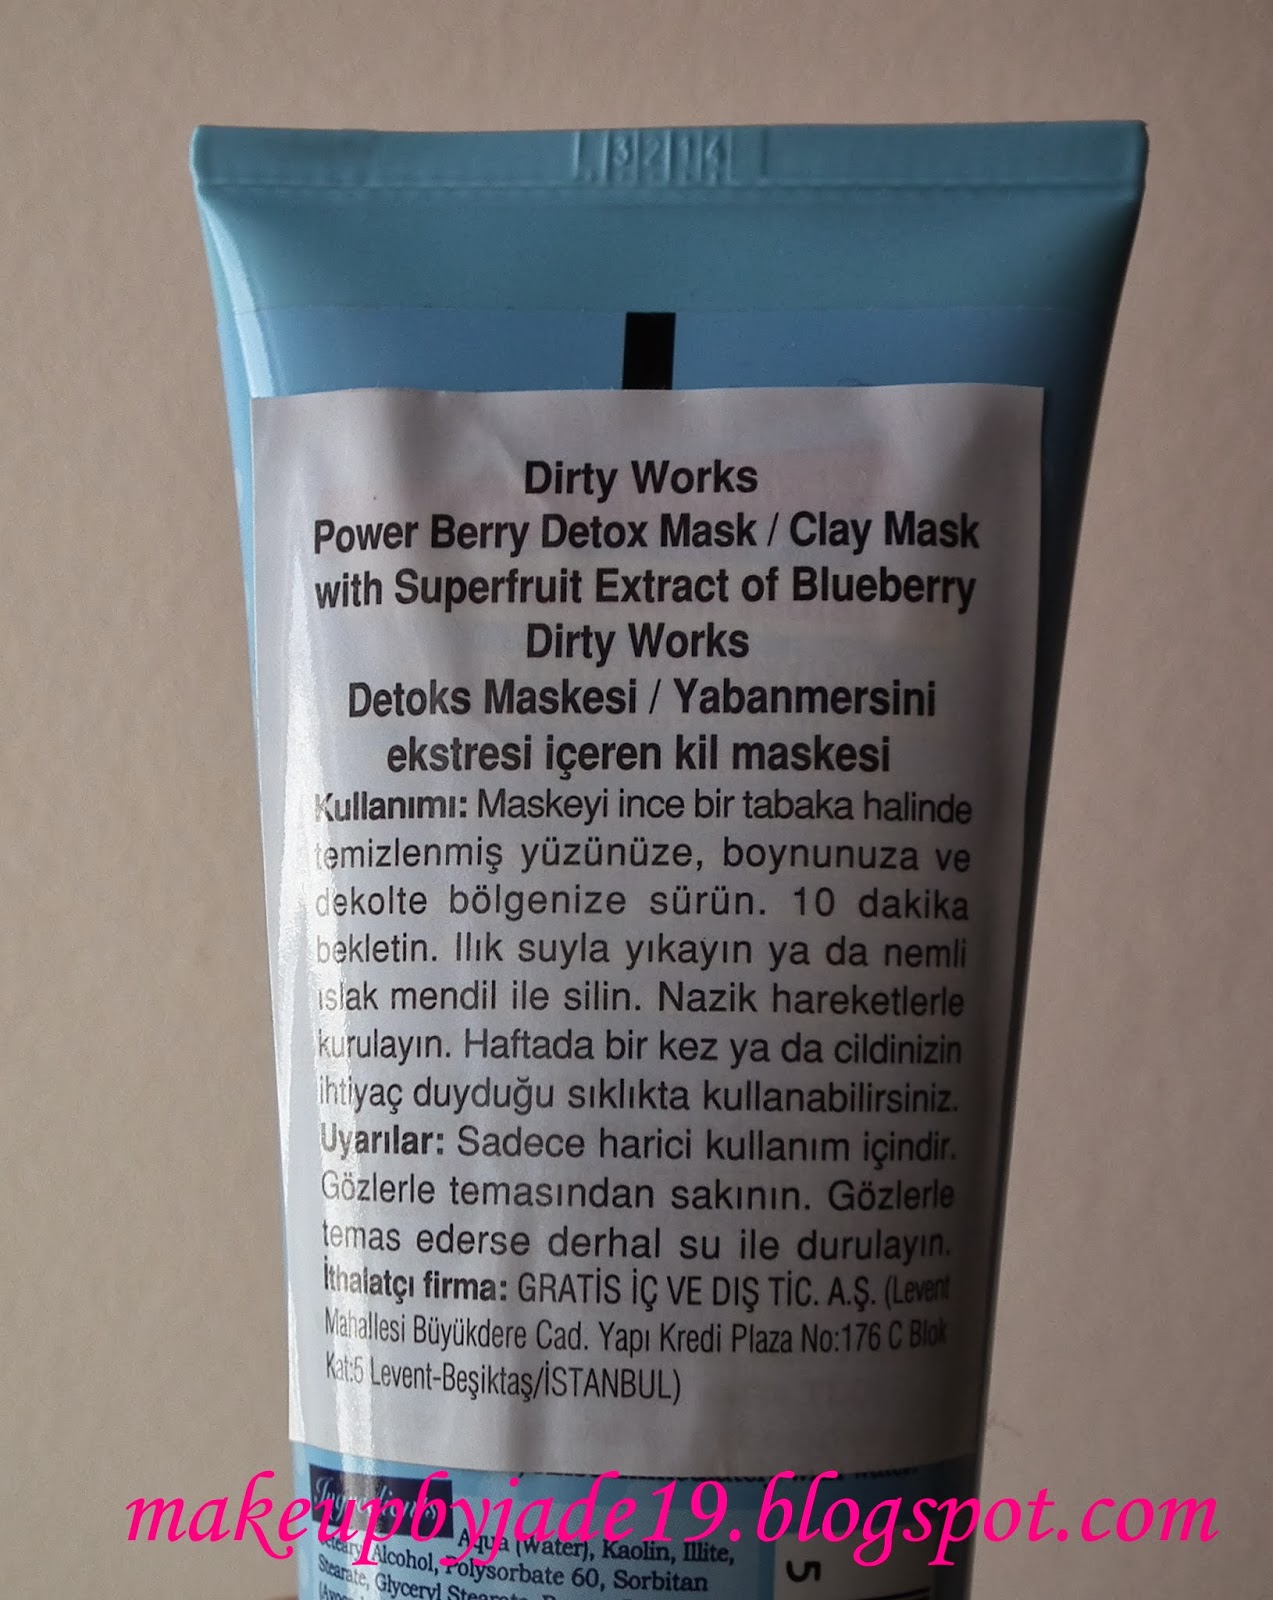 3214
Dirty Works
Power Berry Detox Mask / Clay Mask
with Superfruit Extract of Blueberry
Dirty Works
Detoks Maskesi / Yabanmersini
ekstresi içeren kil maskesi
Kullanımı: Maskeyi ince bir tabaka halinde
temizlenmiş yüzünüze, boynunuza ve
dekolte bölgenize sürün. 10 dakika
bekletin. Ilık suyla yıkayın ya da nemli
ıslak mendil ile silin. Nazik hareketlerle
kurulayın. Haftada bir kez ya da cildinizin
ihtiyaç duyduğu sıklıkta kullanabilirsiniz.
Uyarılar: Sadece harici kullanım içindir.
Gözlerle temasından sakının. Gözlerle
temas ederse derhal su ile durulayın.
İthalatçı firma: GRATİS İÇ VE DIŞ TİC. A.Ş. (Levent
Mahallesi Büyükdere Cad. Yapı Kredi Plaza No:176 C Blok
Kat:5 Levent-Beşiktaş/İSTANBUL)
makeupbyjade19.blogspot.com
Ingredients
Aqua (Water), Kaolin, Illite,
Alcohol, Polysorbate 60, Sorbitan
Stearate, Glyceryl
5